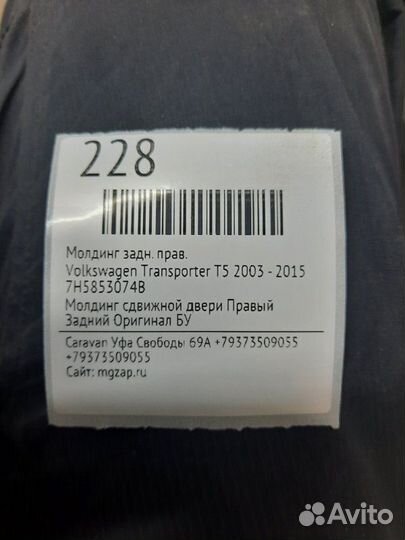 228
Молдинг задн. прав.
Volkswagen Transporter T5 2003 - 2015
7H5853074B
Молдинг сдвижной двери Правый
Задний Оригинал БУ
Caravan Уфа Свободы 69А +79373509055
+79373509055
Сайт: mgzap.ru
Avito